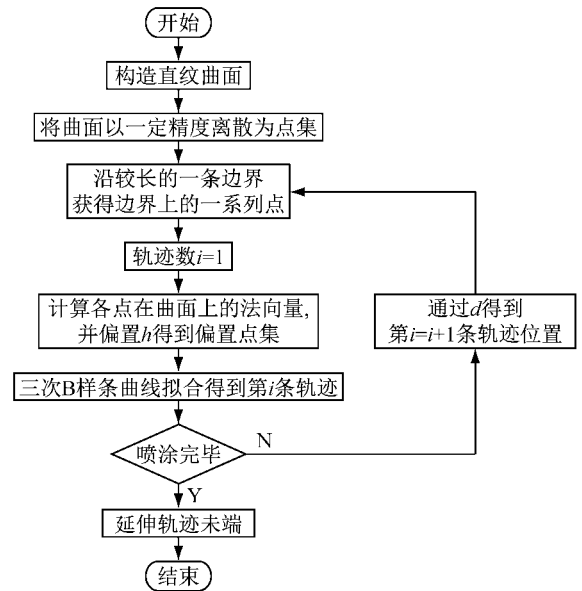 开始
构造直纹曲面
将曲面以一定精度离散为点集
沿较长的一条边界
获得边界上的一系列点
轨迹数i=1
计算各点在曲面上的法向量,
并偏置h得到偏置点集
通过d得到
第i=i+1条轨迹位置
三次B样条曲线拟合得到第i条轨迹
喷涂完毕
N
Y
延伸轨迹未端
结束